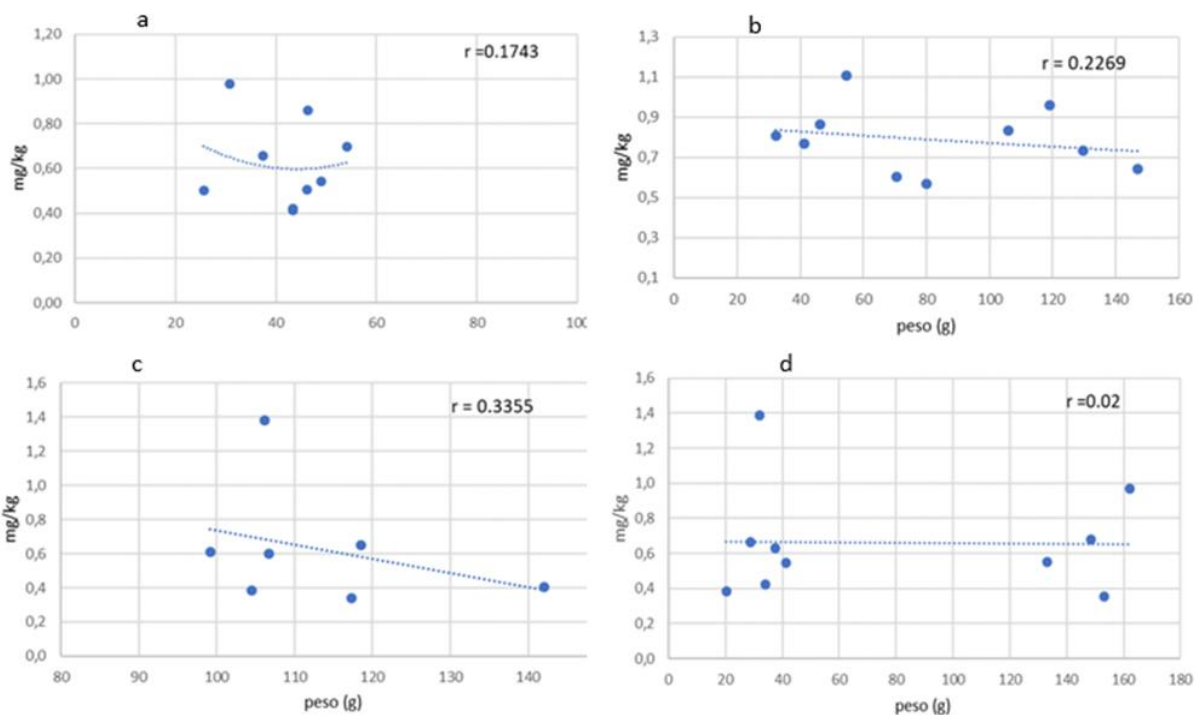 a
r =0.1743
1,20
1,00
0,80
0,60
0,40
0,20
0,00
mg/kg
0 20 40 60 80
b
r = 0.2269
1,3
1,1
0,9
0,7
0,5
0,3
0,1
mg/kg
0 20 40 60 80 100 120 140 160
peso (g)
c
r = 0.3355
1,6
1,4
1,2
1,0
0,8
0,6
0,4
0,2
0,0
mg/kg
80 90 100 110 120 130 140
peso (g)
d
r =0.02
1,6
1,4
1,2
1,0
0,8
0,6
0,4
0,2
0,0
mg/kg
0 20 40 60 80 100 120 140 160 180
peso (g)